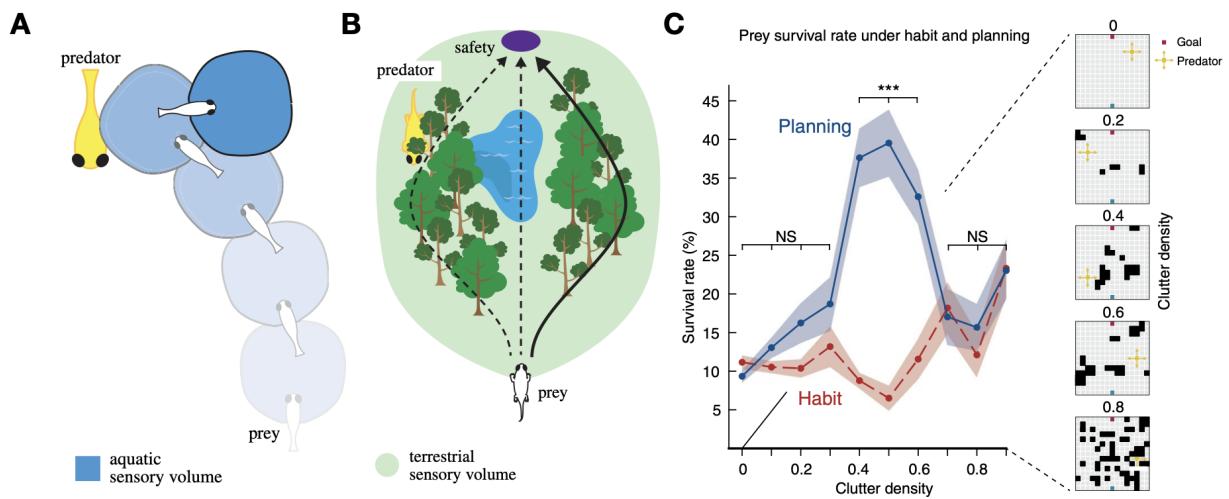 A
predator
prey
aquatic
sensory volume
B
safety
predator
prey
terrestrial
sensory volume
C
Prey survival rate under habit and planning
Survival rate (%)
45
40
35
30
25
20
15
10
5
0
0.2
0.4
0.6
0.8
Clutter density
Planning
Habit
NS
***
NS
0
Goal
Predator
0.2
0.4
0.6
0.8
Clutter density